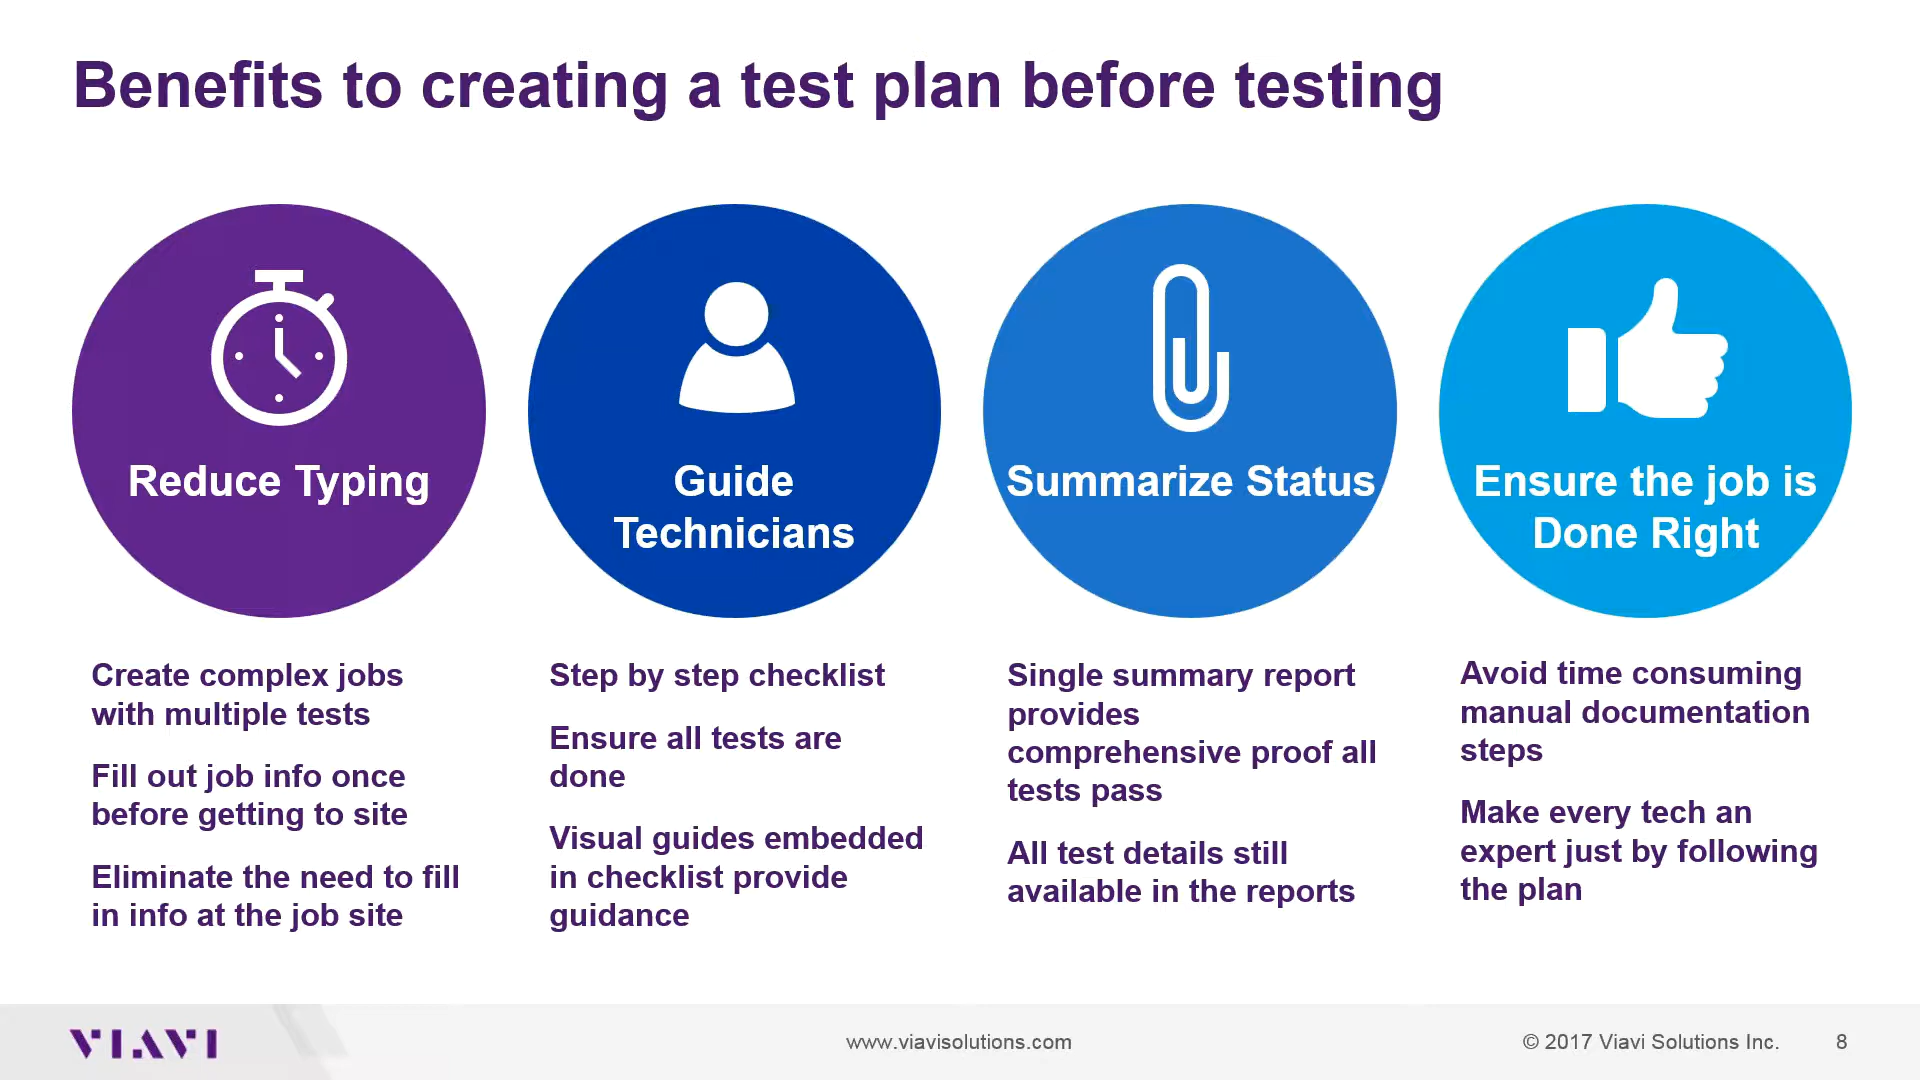 Benefits to creating a test plan before testing
Reduce Typing
Create complex jobs
with multiple tests
Fill out job info once
before getting to site
Eliminate the need to fill
in info at the job site
Guide
Technicians
Step by step checklist
Ensure all tests are
done
Visual guides embedded
in checklist provide
guidance
Summarize Status
Single summary report
provides
comprehensive proof all
tests pass
All test details still
available in the reports
Ensure the job is
Done Right
Avoid time consuming
manual documentation
steps
Make every tech an
expert just by following
the plan
VIAVI
www.viavisolutions.com
© 2017 Viavi Solutions Inc.
8